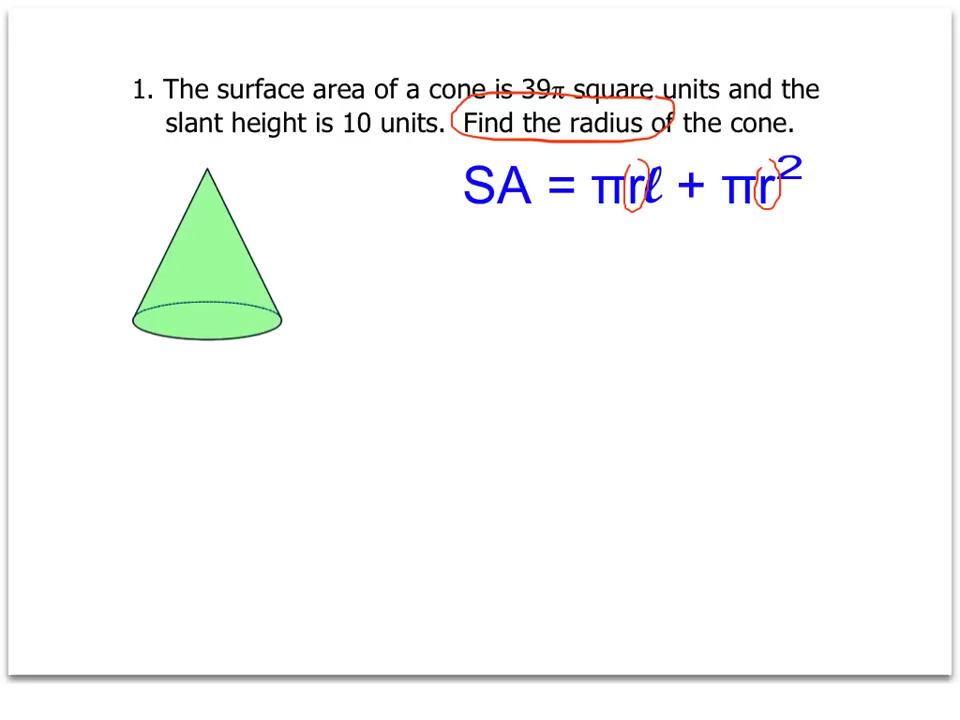 1. The surface area of a cone is 39π square units and the
slant height is 10 units. Find the radius of the cone.
SA = πrℓ + πr²